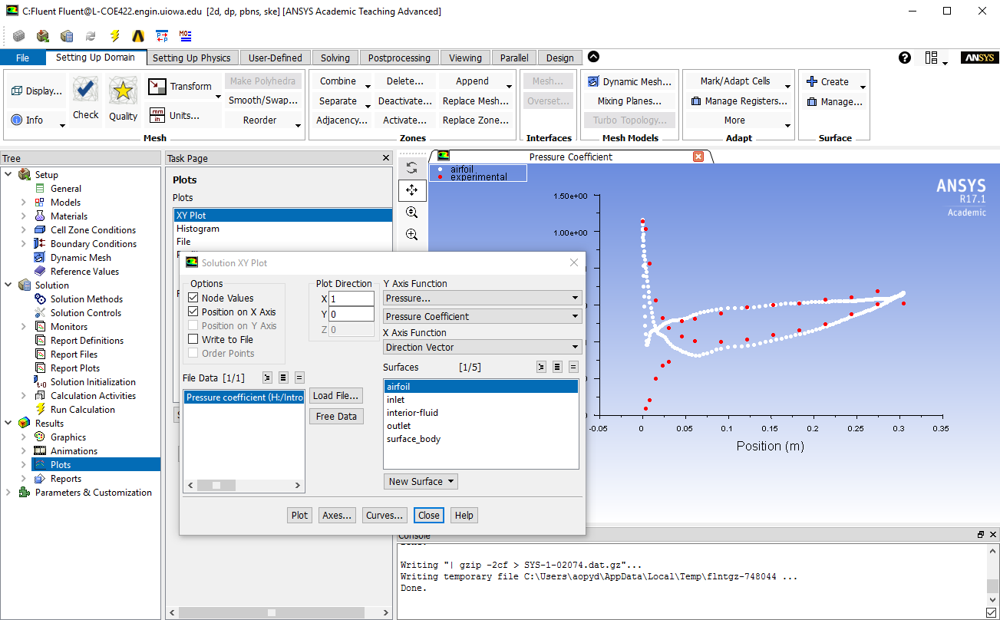 C:Fluent Fluent@L-COE422.engin.uiowa.edu [2d, dp, pbns, ske] [ANSYS Academic Teaching Advanced]
File Setting Up Domain Setting Up Physics User-Defined Solving Postprocessing Viewing Parallel Design ANSYS
Display... Check Quality Transform Make Polyhedra
Info Units... Smooth/Swap...
Reorder
Mesh
Combine Delete... Append
Separate Deactivate... Replace Mesh...
Adjacency... Activate... Replace Zone...
Zones
Mesh...
Overset...
Interfaces
Dynamic Mesh...
Mixing Planes...
Turbo Topology...
Mesh Models
Mark/Adapt Cells
Manage Registers...
More
Adapt
Create
Manage...
Surface
Tree
Setup
General
Models
Materials
Cell Zone Conditions
Boundary Conditions
Dynamic Mesh
Reference Values
Solution
Solution Methods
Solution Controls
Monitors
Report Definitions
Report Files
Report Plots
Solution Initialization
Calculation Activities
Run Calculation
Results
Graphics
Animations
Plots
Reports
Parameters & Customization
Task Page
Plots
Plots
XY Plot
Histogram
File
Solution XY Plot
Options
Node Values
Position on X Axis
Position on Y Axis
Write to File
Order Points
Plot Direction
X 1
Y 0
Z 0
Y Axis Function
Pressure...
Pressure Coefficient
X Axis Function
Direction Vector
File Data [1/1]
Pressure coefficient (H:/Intro
Load File...
Free Data
Surfaces [1/5]
airfoil
inlet
interior-fluid
outlet
surface_body
New Surface
Plot Axes... Curves... Close Help
Pressure Coefficient
airfoil
experimental
ANSYS
R17.1
Academic
1.50e+00
1.00e+00
-0.05 0 0.05 0.1 0.15 0.2 0.25 0.3 0.35
Position (m)
Console
Writing "| gzip -2cf > SYS-1-02074.dat.gz"...
Writing temporary file C:\Users\aopyd\AppData\Local\Temp\flntgz-748044 ...
Done.